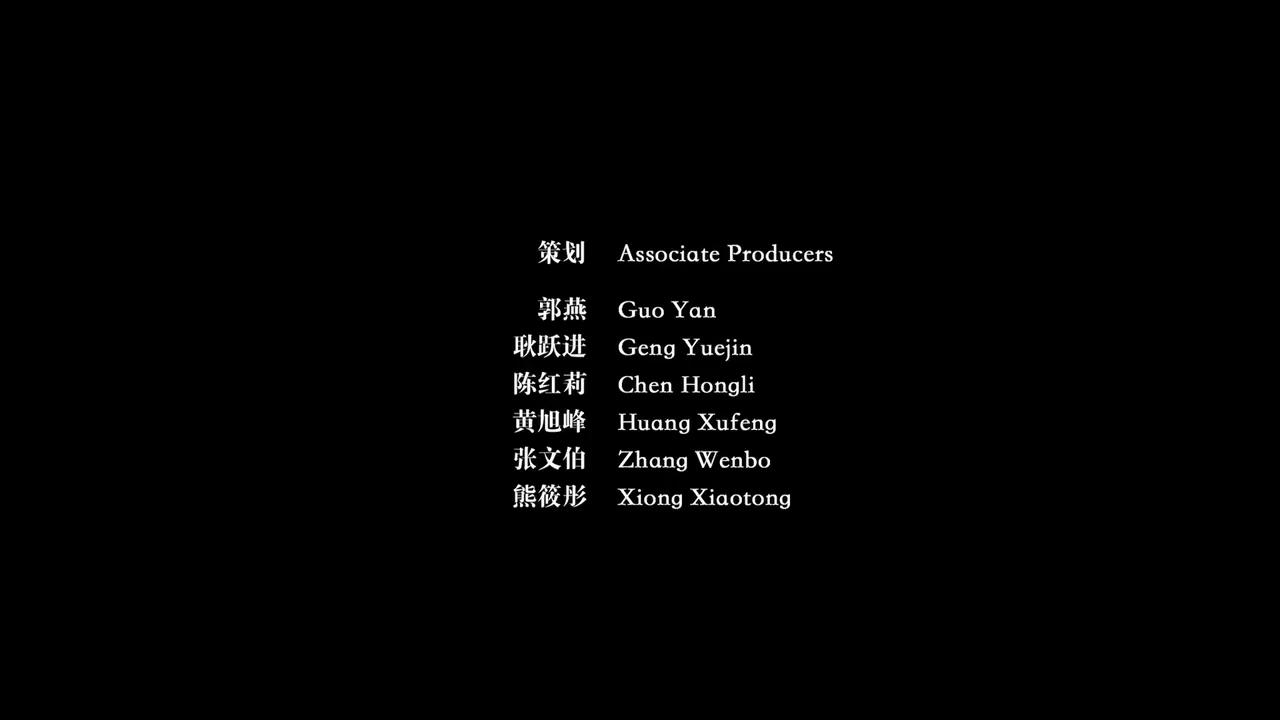 策划 Associate Producers
郭燕 Guo Yan
耿跃进 Geng Yuejin
陈红莉 Chen Hongli
黄旭峰 Huang Xufeng
张文伯 Zhang Wenbo
熊筱彤 Xiong Xiaotong